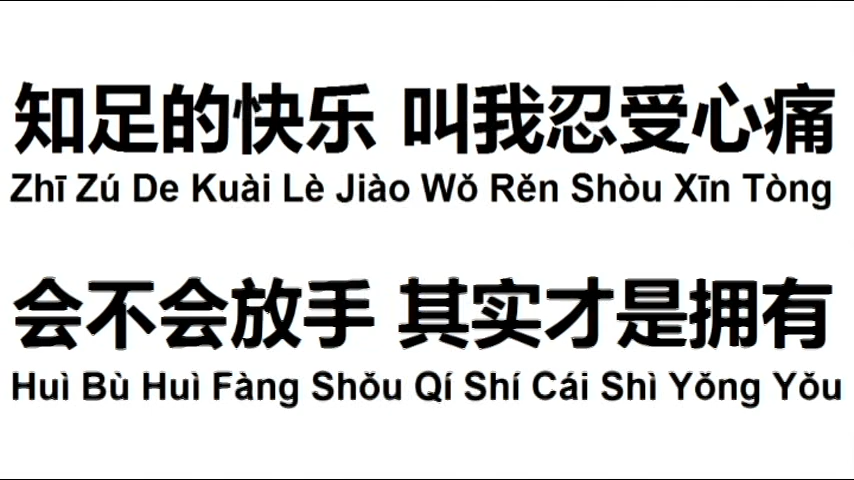 知足的快乐 叫我忍受心痛
Zhī Zú De Kuài Lè Jiào Wǒ Rěn Shòu Xīn Tòng
会不会放手 其实才是拥有
Huì Bù Huì Fàng Shǒu Qí Shí Cái Shì Yǒng Yǒu